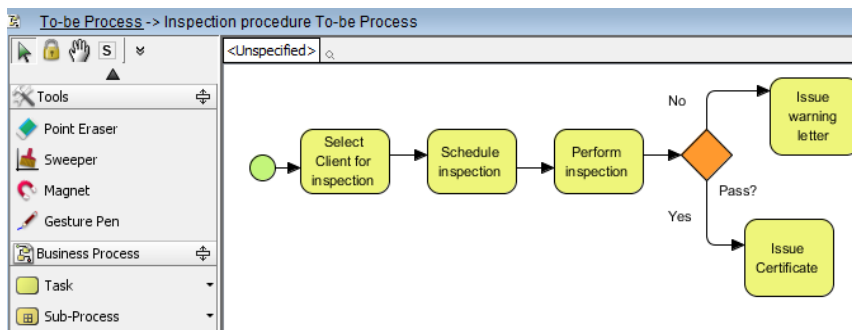 To-be Process -> Inspection procedure To-be Process
S
<Unspecified>
Tools
Point Eraser
Sweeper
Magnet
Gesture Pen
Business Process
Task
Sub-Process
Select
Client for
inspection
Schedule
inspection
Perform
inspection
No
Pass?
Yes
Issue
warning
letter
Issue
Certificate